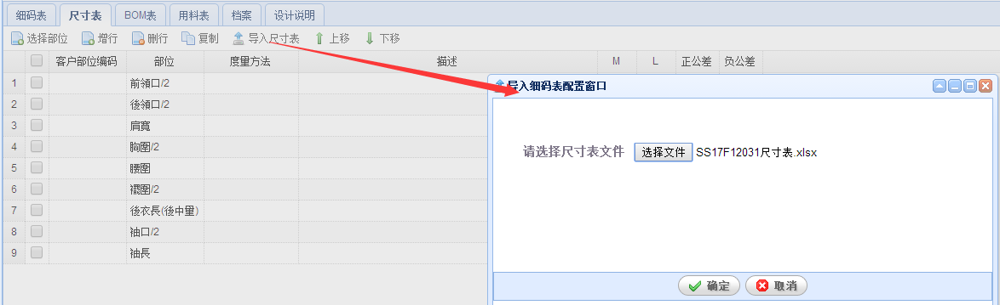 细码表 尺寸表 BOM表 用料表 档案 设计说明
选择部位 增行 删行 复制 导入尺寸表 上移 下移
客户部位编码 部位 度量方法 描述 M L 正公差 负公差
1 前領口/2
2 後領口/2
3 肩寬
4 胸圍/2
5 腰圍
6 襬圍/2
7 後衣長(後中量)
8 袖口/2
9 袖長
导入细码表配置窗口
请选择尺寸表文件 选择文件 SS17F12031尺寸表.xlsx
确定 取消